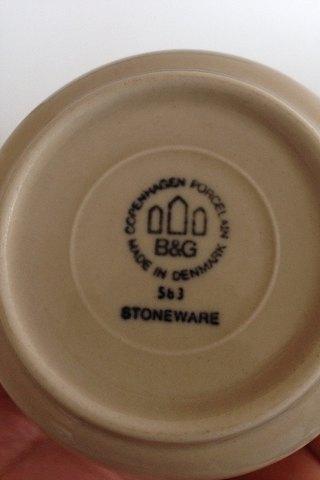 COPENHAGEN PORCELAIN
B&G
MADE IN DENMARK
563
STONEWARE